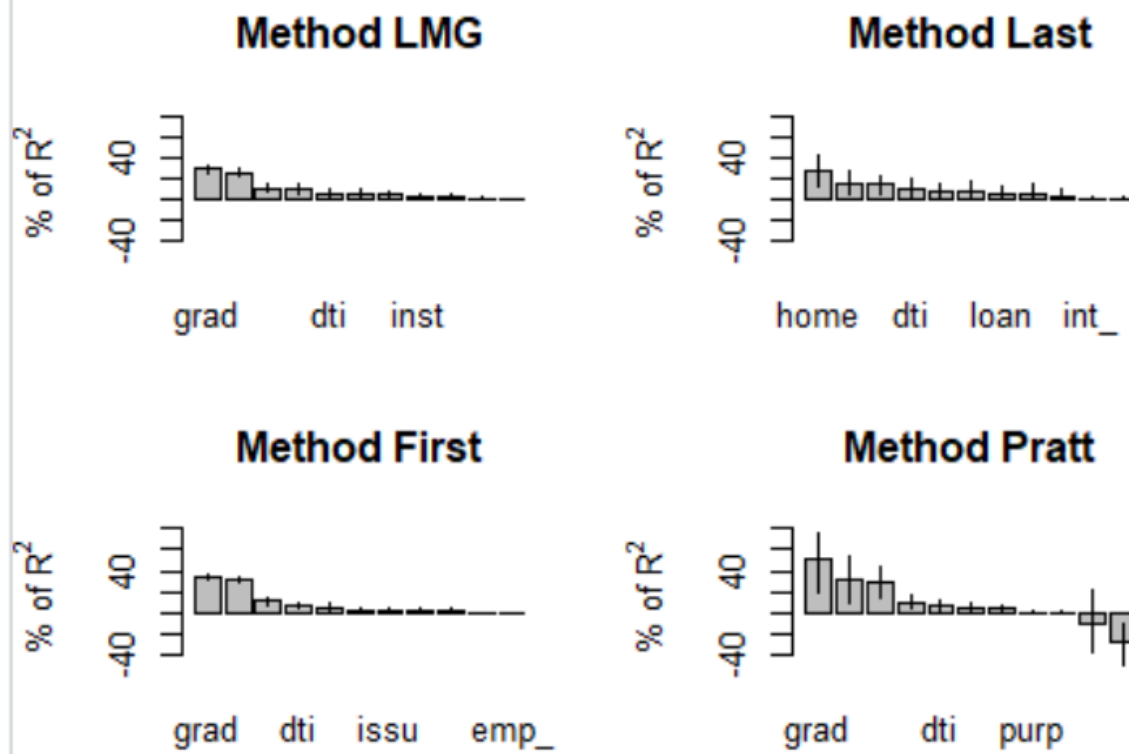 Method LMG
% of R²
40
-40
grad dti inst
Method Last
% of R²
40
-40
home dti loan int_
Method First
% of R²
40
-40
grad dti issu emp_
Method Pratt
% of R²
40
-40
grad dti purp